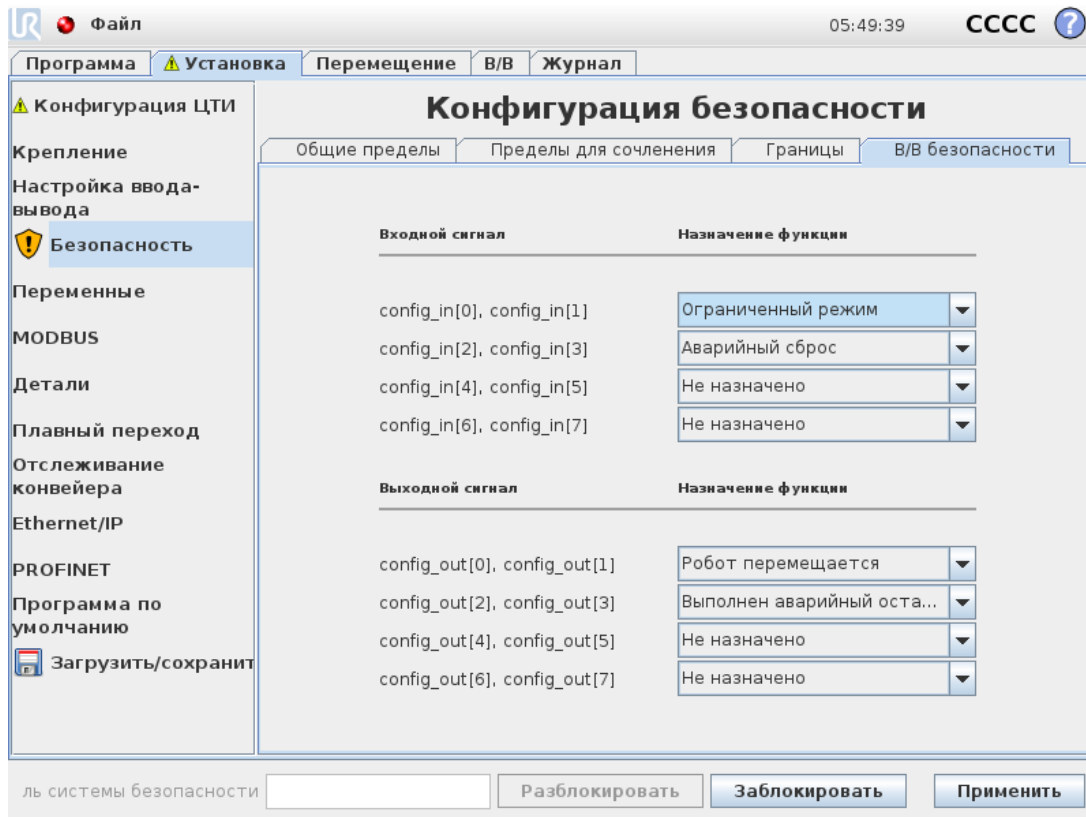 UR Файл 05:49:39 CCCC ?
Программа Установка Перемещение В/В Журнал
Конфигурация ЦТИ
Крепление
Настройка ввода-
вывода
Безопасность
Переменные
MODBUS
Детали
Плавный переход
Отслеживание
конвейера
Ethernet/IP
PROFINET
Программа по
умолчанию
Загрузить/сохранит
Конфигурация безопасности
Общие пределы Пределы для сочленения Границы В/В безопасности
Входной сигнал Назначение функции
config_in[0], config_in[1] Ограниченный режим
config_in[2], config_in[3] Аварийный сброс
config_in[4], config_in[5] Не назначено
config_in[6], config_in[7] Не назначено
Выходной сигнал Назначение функции
config_out[0], config_out[1] Робот перемещается
config_out[2], config_out[3] Выполнен аварийный оста...
config_out[4], config_out[5] Не назначено
config_out[6], config_out[7] Не назначено
ль системы безопасности Разблокировать Заблокировать Применить